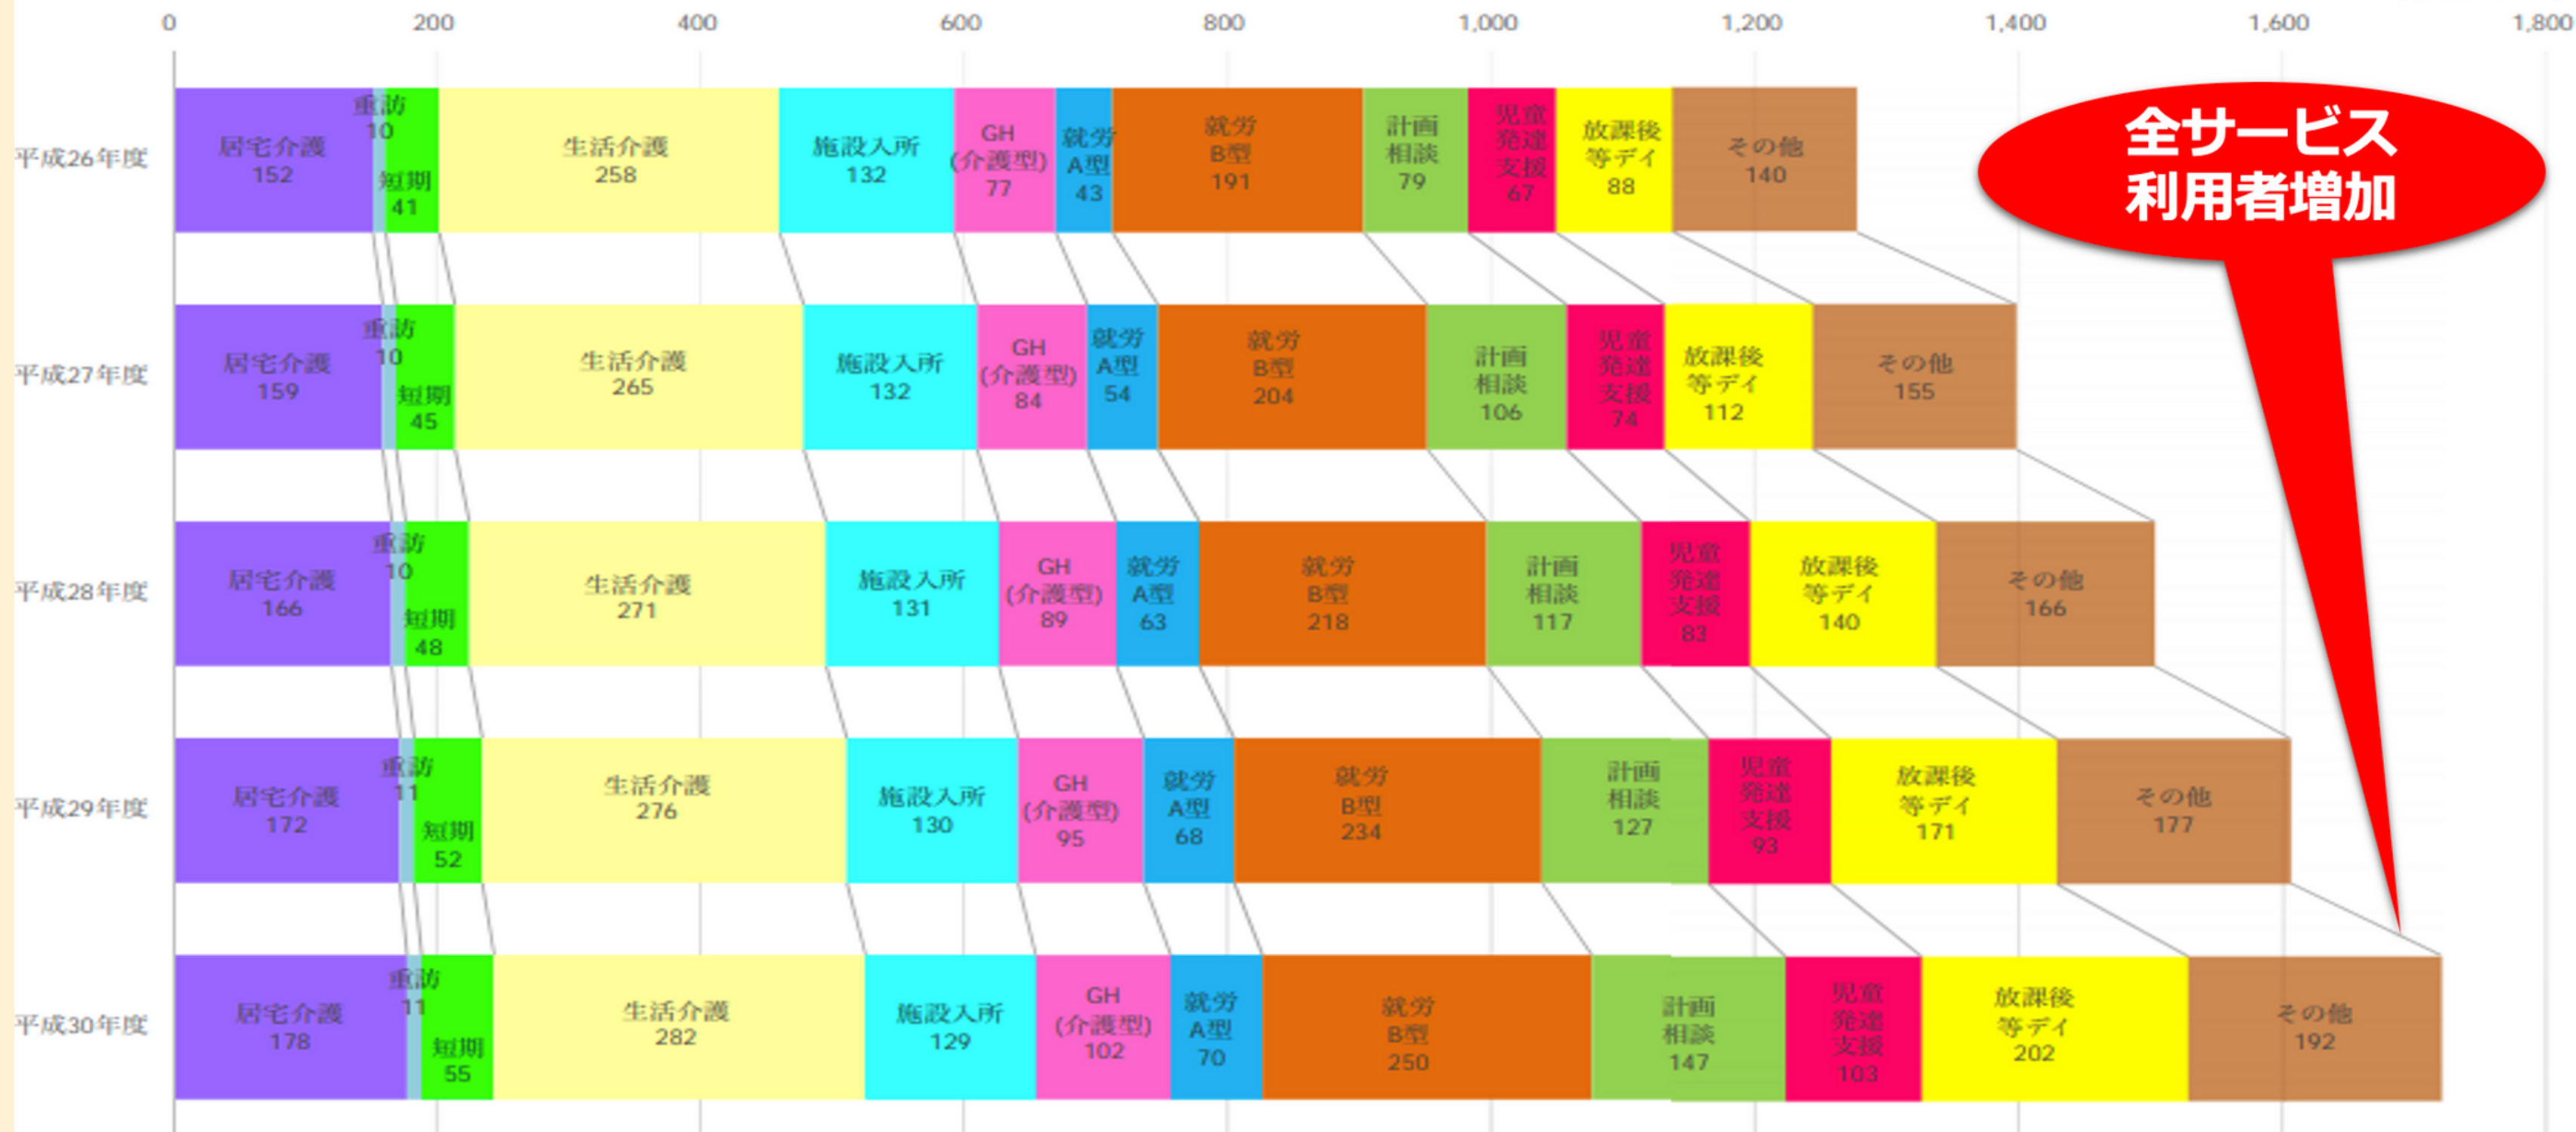 0
200
400
600
800
1,000
1,200
1,400
1,600
1,800
全サービス
利用者増加
平成26年度
居宅介護
152
重訪
10
短期
41
生活介護
258
施設入所
132
GH
(介護型)
77
就労
A型
43
就労
B型
191
計画
相談
79
児童
発達
支援
67
放課後
等デイ
88
その他
140
平成27年度
居宅介護
159
重訪
10
短期
45
生活介護
265
施設入所
132
GH
(介護型)
84
就労
A型
54
就労
B型
204
計画
相談
106
児童
発達
支援
74
放課後
等デイ
112
その他
155
平成28年度
居宅介護
166
重訪
10
短期
48
生活介護
271
施設入所
131
GH
(介護型)
89
就労
A型
63
就労
B型
218
計画
相談
117
児童
発達
支援
83
放課後
等デイ
140
その他
166
平成29年度
居宅介護
172
重訪
11
短期
52
生活介護
276
施設入所
130
GH
(介護型)
95
就労
A型
68
就労
B型
234
計画
相談
127
児童
発達
支援
93
放課後
等デイ
171
その他
177
平成30年度
居宅介護
178
重訪
11
短期
55
生活介護
282
施設入所
129
GH
(介護型)
102
就労
A型
70
就労
B型
250
計画
相談
147
児童
発達
支援
103
放課後
等デイ
202
その他
192